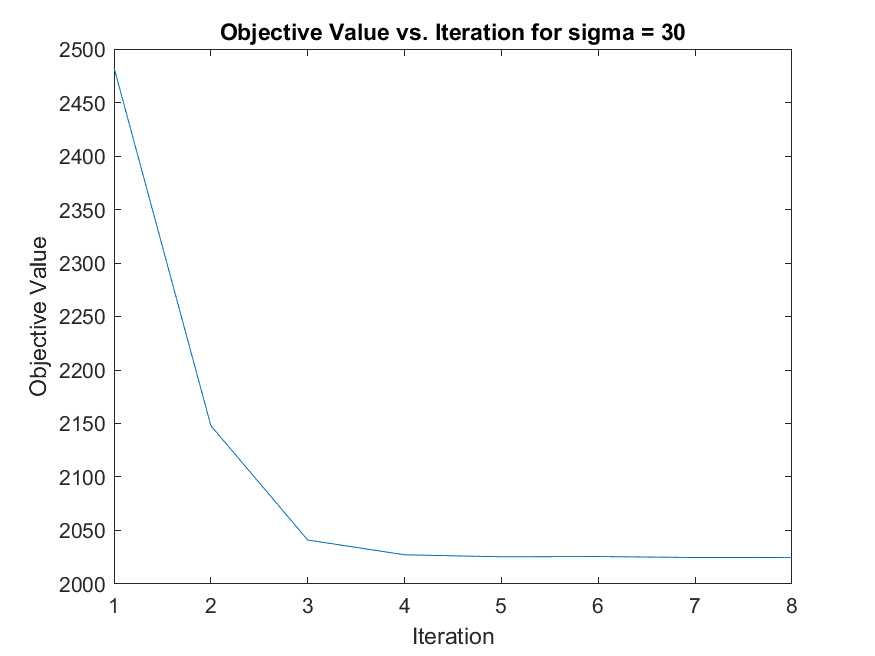 Objective Value vs. Iteration for sigma = 30
2500
2450
2400
2350
2300
2250
2200
2150
2100
2050
2000
Objective Value
1 2 3 4 5 6 7 8
Iteration